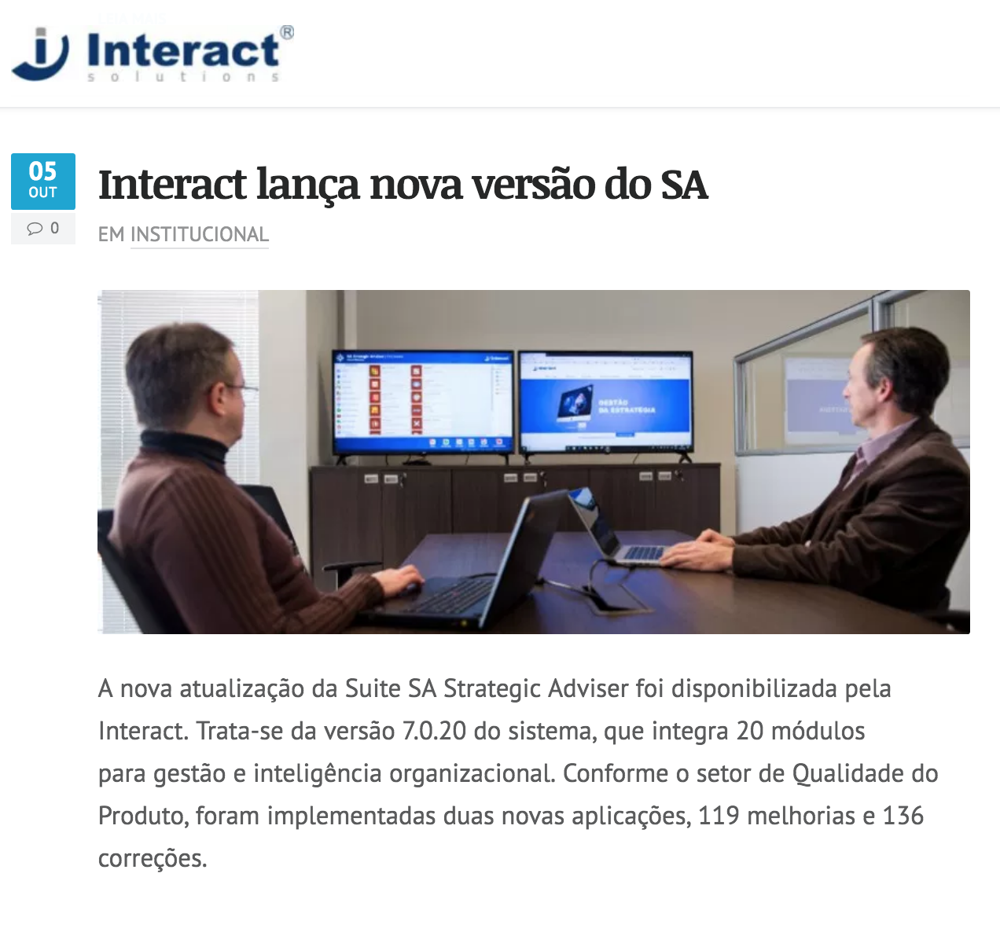 Interact®
solutions
05
OUT
0
Interact lança nova versão do SA
EM INSTITUCIONAL
Interact
Interact
GESTÃO
DA ESTRATÉGIA
A nova atualização da Suite SA Strategic Adviser foi disponibilizada pela
Interact. Trata-se da versão 7.0.20 do sistema, que integra 20 módulos
para gestão e inteligência organizacional. Conforme o setor de Qualidade do
Produto, foram implementadas duas novas aplicações, 119 melhorias e 136
correções.